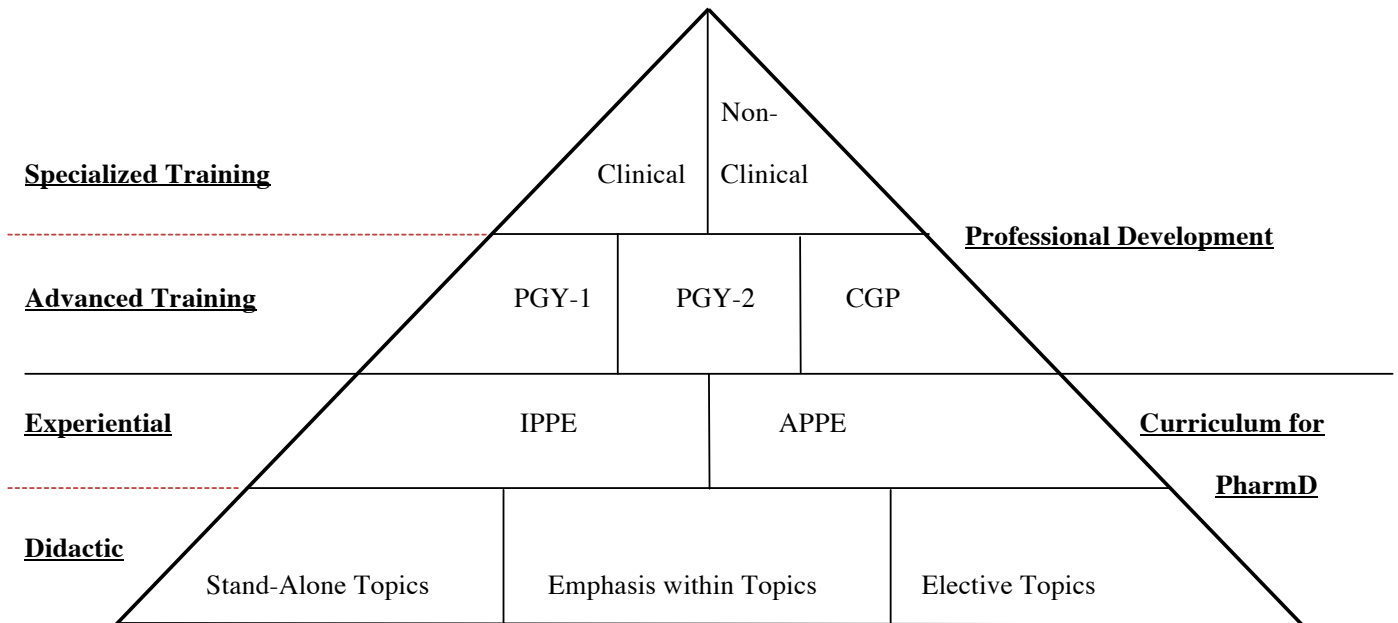 Non-
Specialized Training Clinical Clinical
Professional Development
Advanced Training PGY-1 PGY-2 CGP
Experiential IPPE APPE Curriculum for
PharmD
Didactic
Stand-Alone Topics Emphasis within Topics Elective Topics